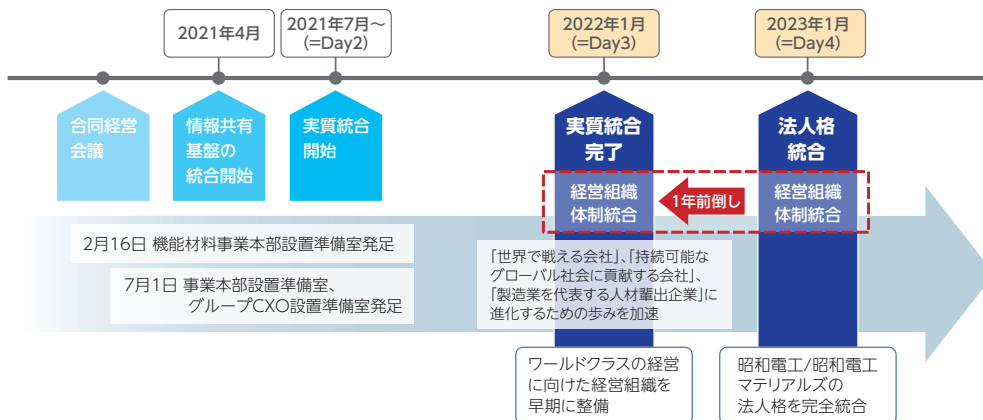 2021年4月
2021年7月～
(=Day2)
2022年1月
(=Day3)
2023年1月
(=Day4)
合同経営
会議
情報共有
基盤の
統合開始
実質統合
開始
実質統合
完了
法人格
統合
経営組織
体制統合
1年前倒し
経営組織
体制統合
2月16日 機能材料事業本部設置準備室発足
7月1日 事業本部設置準備室、
グループCXO設置準備室発足
「世界で戦える会社」、「持続可能な
グローバル社会に貢献する会社」、
「製造業を代表する人材輩出企業」に
進化するための歩みを加速
ワールドクラスの経営
に向けた経営組織を
早期に整備
昭和電工/昭和電工
マテリアルズの
法人格を完全統合